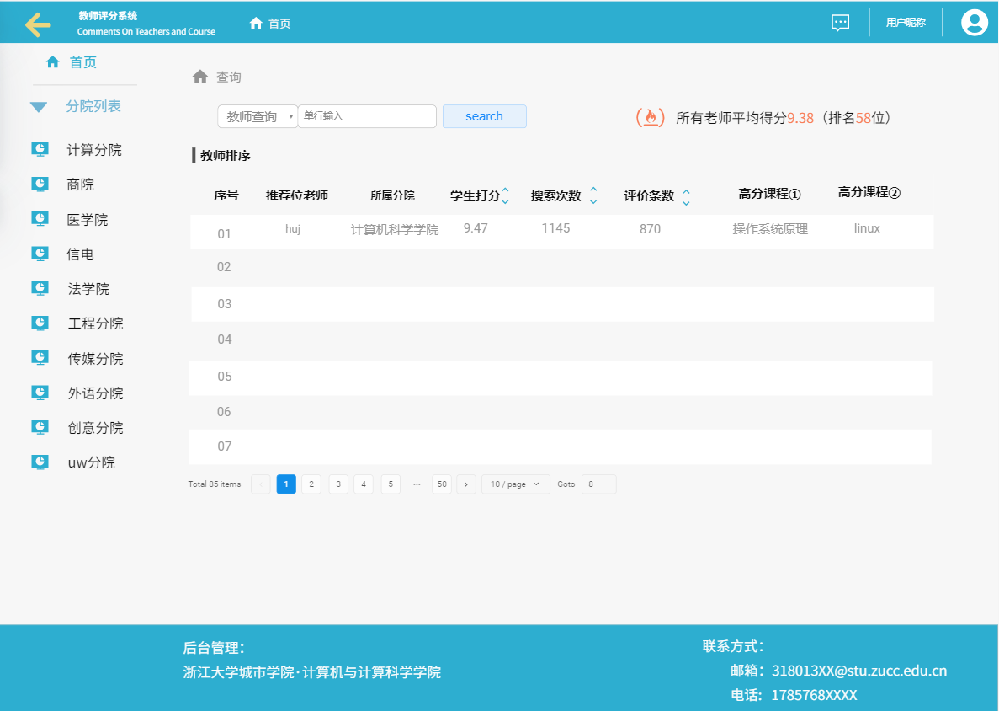 教师评分系统
Comments On Teachers and Course
首页
用户昵称
首页
分院列表
计算分院
商院
医学院
信电
法学院
工程分院
传媒分院
外语分院
创意分院
uw分院
查询
教师查询 单行输入 search
所有老师平均得分9.38（排名58位）
教师排序
序号 推荐位老师 所属分院 学生打分 搜索次数 评价条数 高分课程① 高分课程②
01 huj 计算机科学学院 9.47 1145 870 操作系统原理 linux
02
03
04
05
06
07
Total 85 items 1 2 3 4 5 ··· 50 10 / page Goto 8
后台管理：
浙江大学城市学院·计算机与计算科学学院
联系方式：
邮箱：318013XX@stu.zucc.edu.cn
电话：1785768XXXX